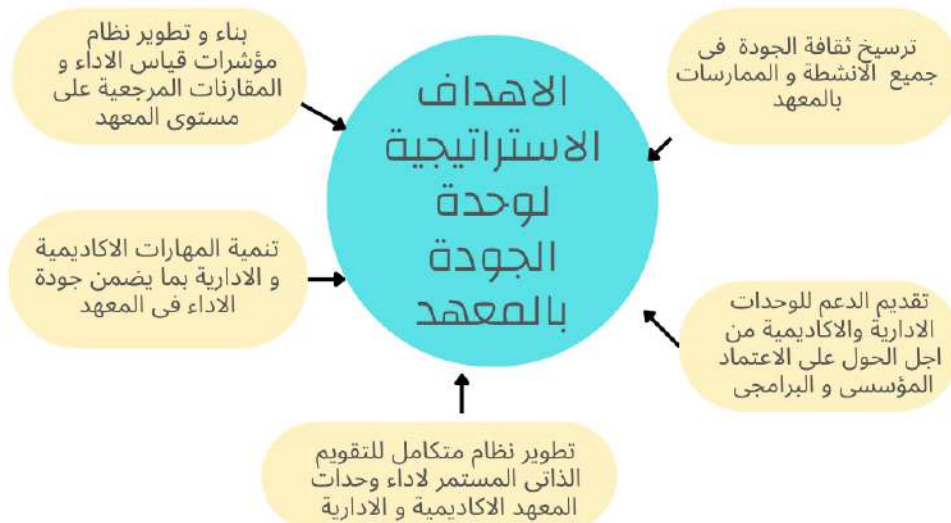 الاهداف
الاستراتيجية
لوحدة
الجودة
بالمعهد
ترسيخ ثقافة الجودة فى
جميع الانشطة و الممارسات
بالمعهد
تقديم الدعم للوحدات
الادارية والاكاديمية من
اجل الحول على الاعتماد
المؤسسى و البرامجى
تطوير نظام متكامل للتقويم
الذاتى المستمر لاداء وحدات
المعهد الاكاديمية و الادارية
تنمية المهارات الاكاديمية
و الادارية بما يضمن جودة
الاداء فى المعهد
بناء و تطوير نظام
مؤشرات قياس الاداء و
المقارنات المرجعية على
مستوى المعهد